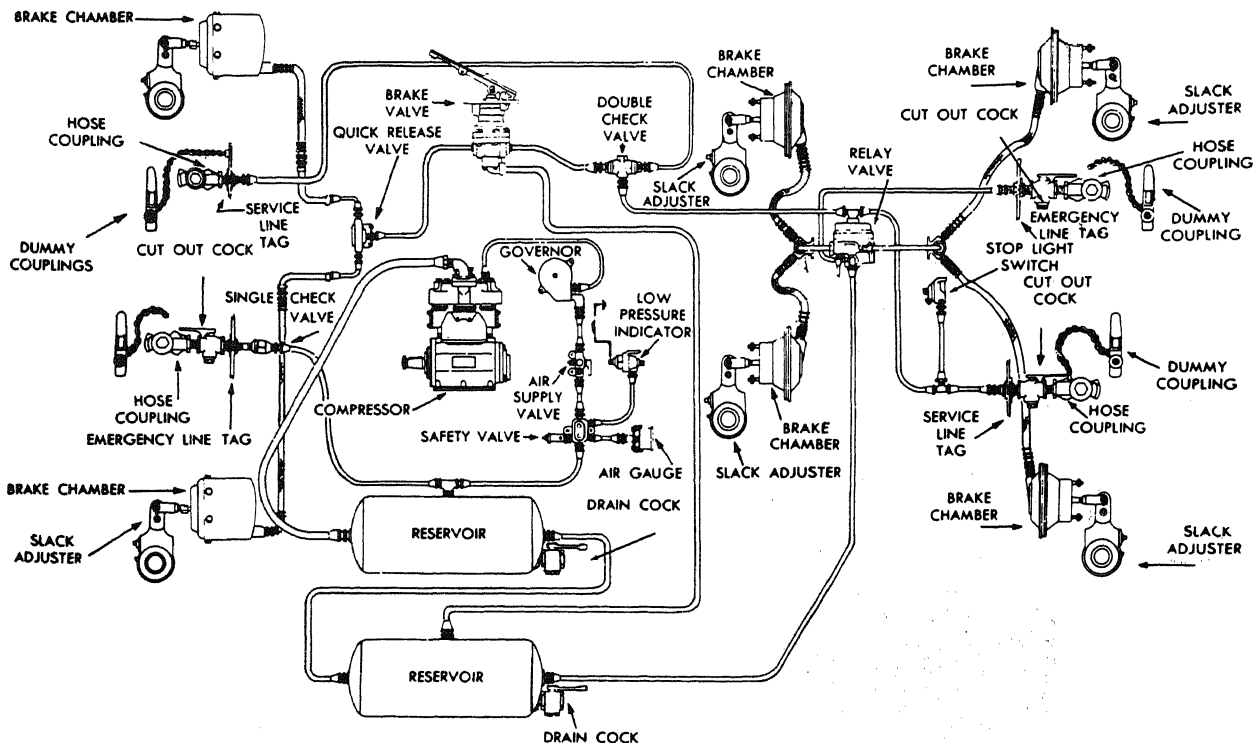 BRAKE CHAMBER
HOSE
COUPLING
DUMMY
COUPLINGS
SERVICE
LINE
TAG
CUT OUT COCK
BRAKE
VALVE
QUICK RELEASE
VALVE
DOUBLE
CHECK
VALVE
BRAKE
CHAMBER
SLACK
ADJUSTER
RELAY
VALVE
BRAKE
CHAMBER
CUT OUT COCK
SLACK
ADJUSTER
HOSE
COUPLING
EMERGENCY
LINE TAG
DUMMY
COUPLING
STOP LIGHT
SWITCH
CUT OUT
COCK
GOVERNOR
LOW
PRESSURE
INDICATOR
SINGLE CHECK
VALVE
HOSE
COUPLING
EMERGENCY LINE TAG
COMPRESSOR
AIR
SUPPLY
VALVE
SAFETY VALVE
AIR GAUGE
BRAKE
CHAMBER
SLACK ADJUSTER
SERVICE
LINE
TAG
HOSE
COUPLING
DUMMY
COUPLING
BRAKE CHAMBER
SLACK
ADJUSTER
RESERVOIR
DRAIN COCK
BRAKE
CHAMBER
SLACK
ADJUSTER
RESERVOIR
DRAIN COCK